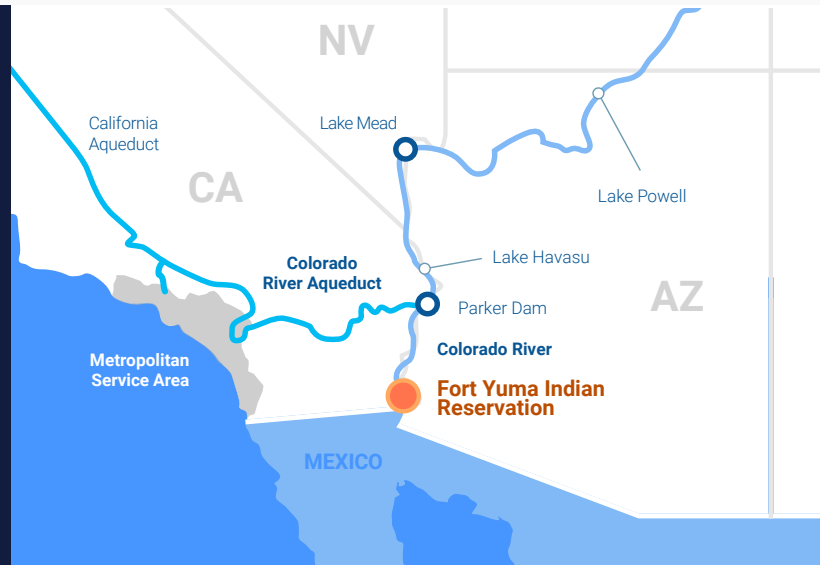 NV
Lake Mead
California
Aqueduct
CA
Lake Powell
Colorado
River Aqueduct
Lake Havasu
AZ
Parker Dam
Colorado River
Metropolitan
Service Area
Fort Yuma Indian
Reservation
MEXICO